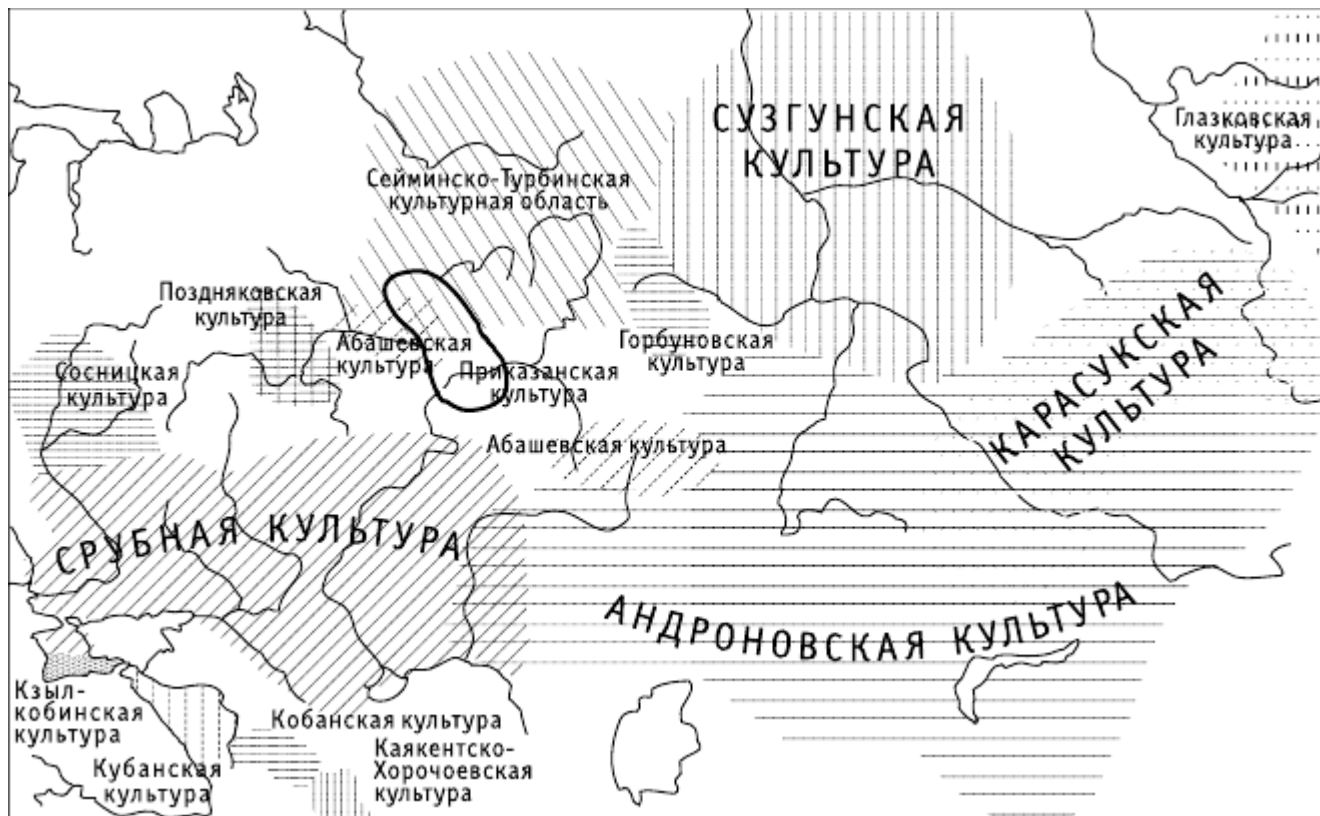 СУЗГУНСКАЯ
КУЛЬТУРА
Глазковская
культура
Сейминско-Турбинская
культурная область
Поздняковская
культура
Абашевская
культура
Горбуновская
культура
Сосницкая
культура
Приказанская
культура
КАРАСУКСКАЯ
КУЛЬТУРА
Абашевская культура
СРУБНАЯ КУЛЬТУРА
АНДРОНОВСКАЯ КУЛЬТУРА
Кзыл-
кобинская
культура
Кобанская культура
Каякентско-
Хорочоевская
культура
Кубанская
культура